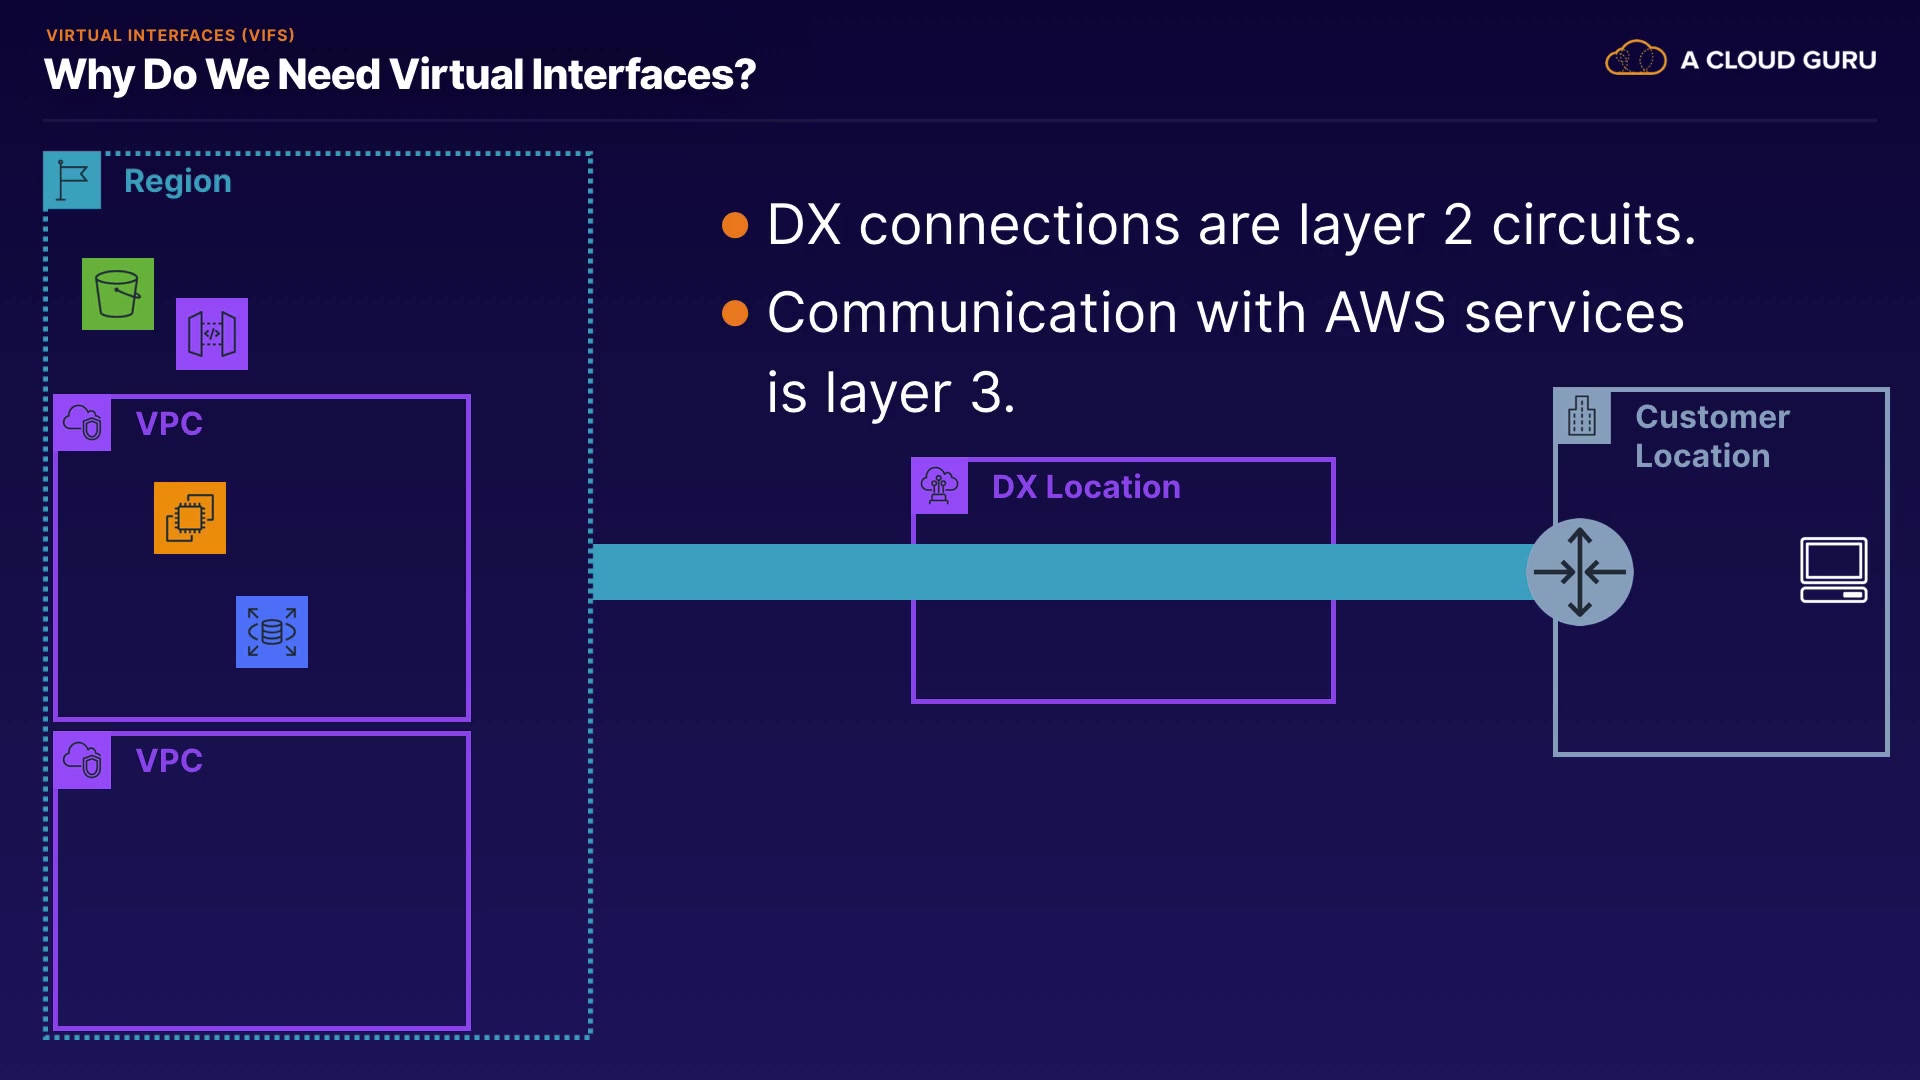 VIRTUAL INTERFACES (VIFS)
Why Do We Need Virtual Interfaces?
A CLOUD GURU
Region
DX connections are layer 2 circuits.
Communication with AWS services
is layer 3.
VPC
Customer
Location
DX Location
VPC